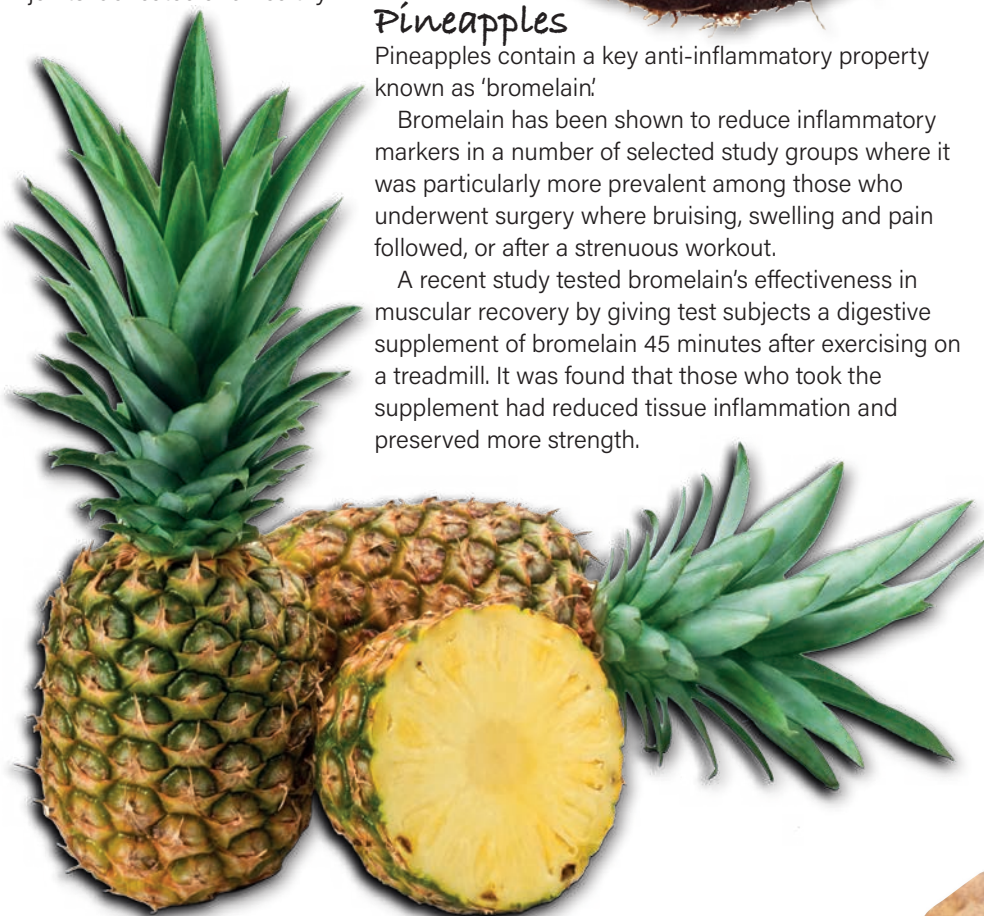 Pineapples
Pineapples contain a key anti-inflammatory property
known as ‘bromelain.’
Bromelain has been shown to reduce inflammatory
markers in a number of selected study groups where it
was particularly more prevalent among those who
underwent surgery where bruising, swelling and pain
followed, or after a strenuous workout.
A recent study tested bromelain’s effectiveness in
muscular recovery by giving test subjects a digestive
supplement of bromelain 45 minutes after exercising on
a treadmill. It was found that those who took the
supplement had reduced tissue inflammation and
preserved more strength.